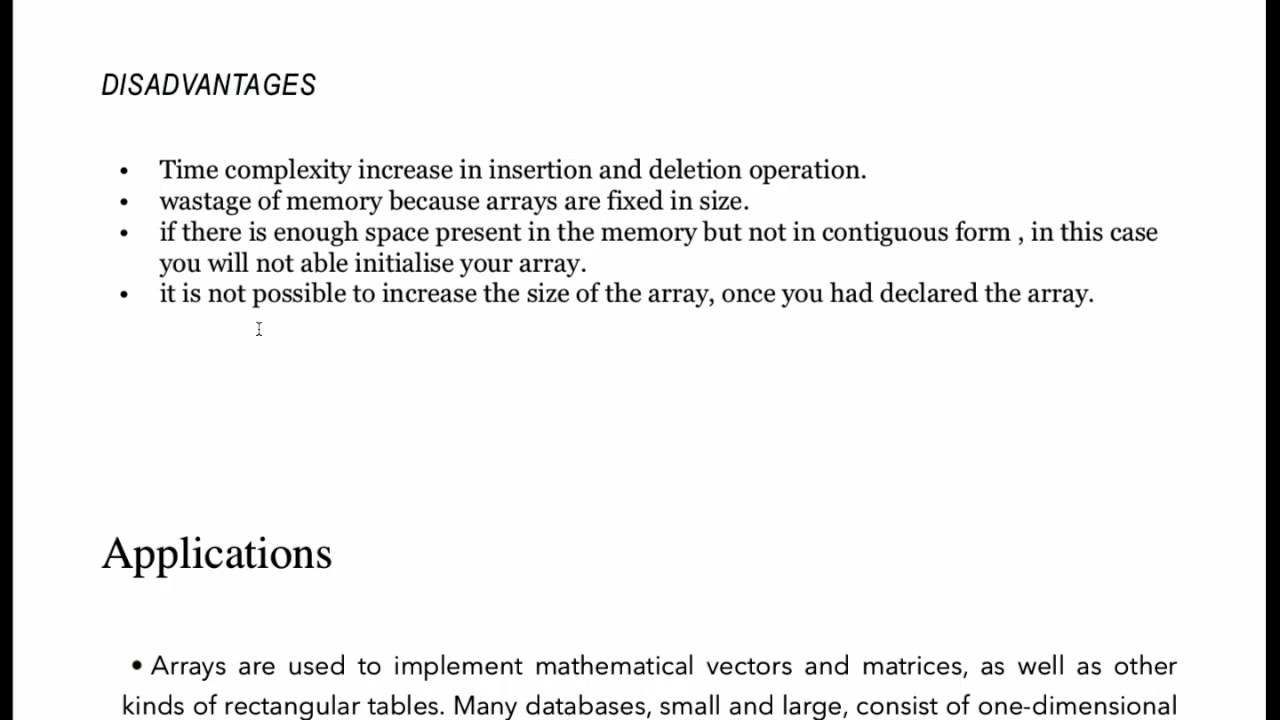 DISADVANTAGES
• Time complexity increase in insertion and deletion operation.
• wastage of memory because arrays are fixed in size.
• if there is enough space present in the memory but not in contiguous form , in this case
you will not able initialise your array.
• it is not possible to increase the size of the array, once you had declared the array.
Applications
• Arrays are used to implement mathematical vectors and matrices, as well as other
kinds of rectangular tables. Many databases, small and large, consist of one-dimensional